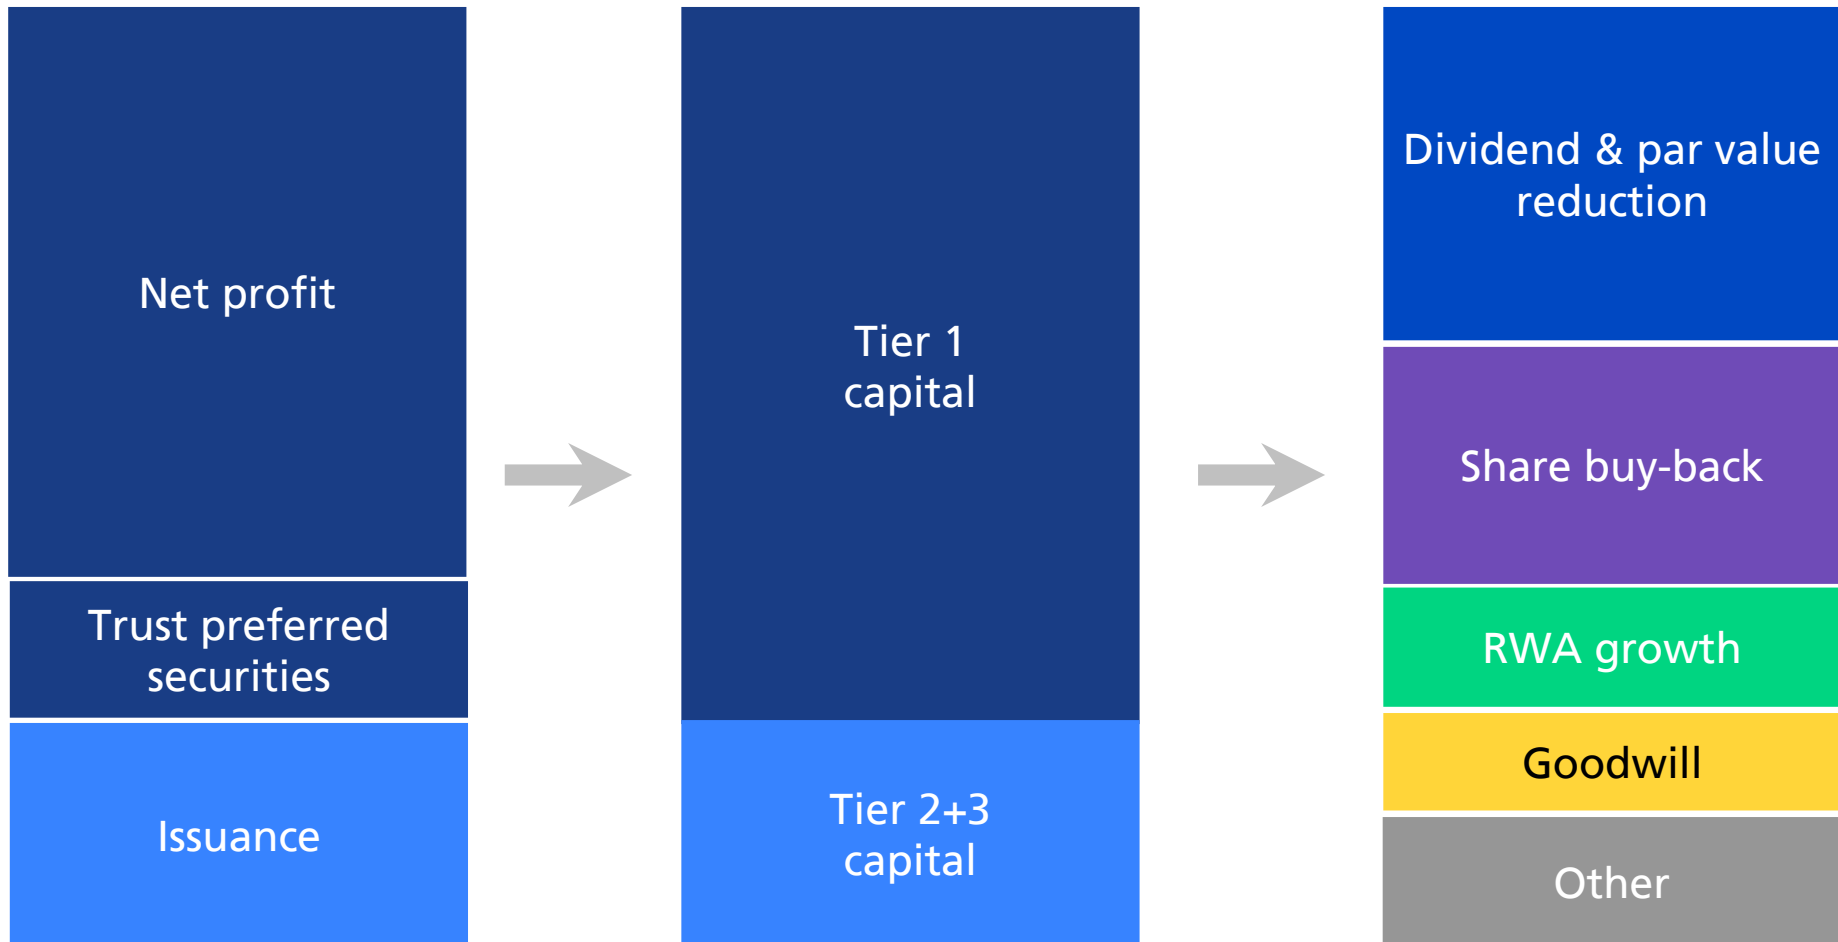 Net profit
Trust preferred
securities
Issuance
Tier 1
capital
Tier 2+3
capital
Dividend & par value
reduction
Share buy-back
RWA growth
Goodwill
Other